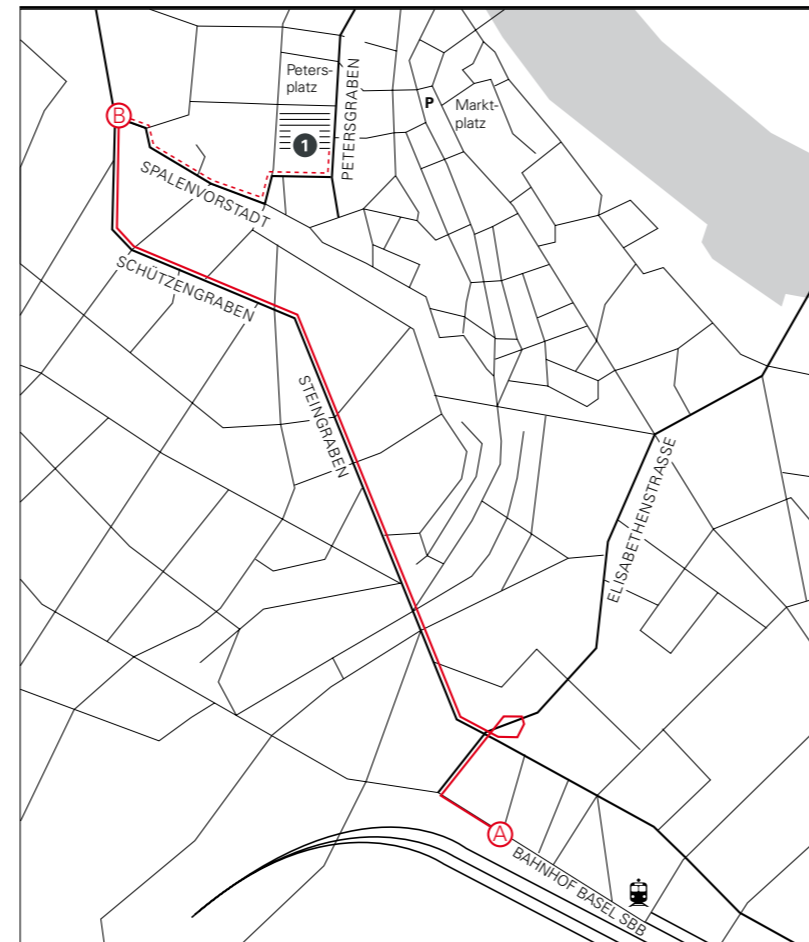 Peters-
platz
PETERSGRABEN
P
Markt-
platz
B
1
SPALENVORSTADT
SCHÜTZENGRABEN
STEINGRABEN
ELISABETHENSTRASSE
A
BAHNHOF BASEL SBB